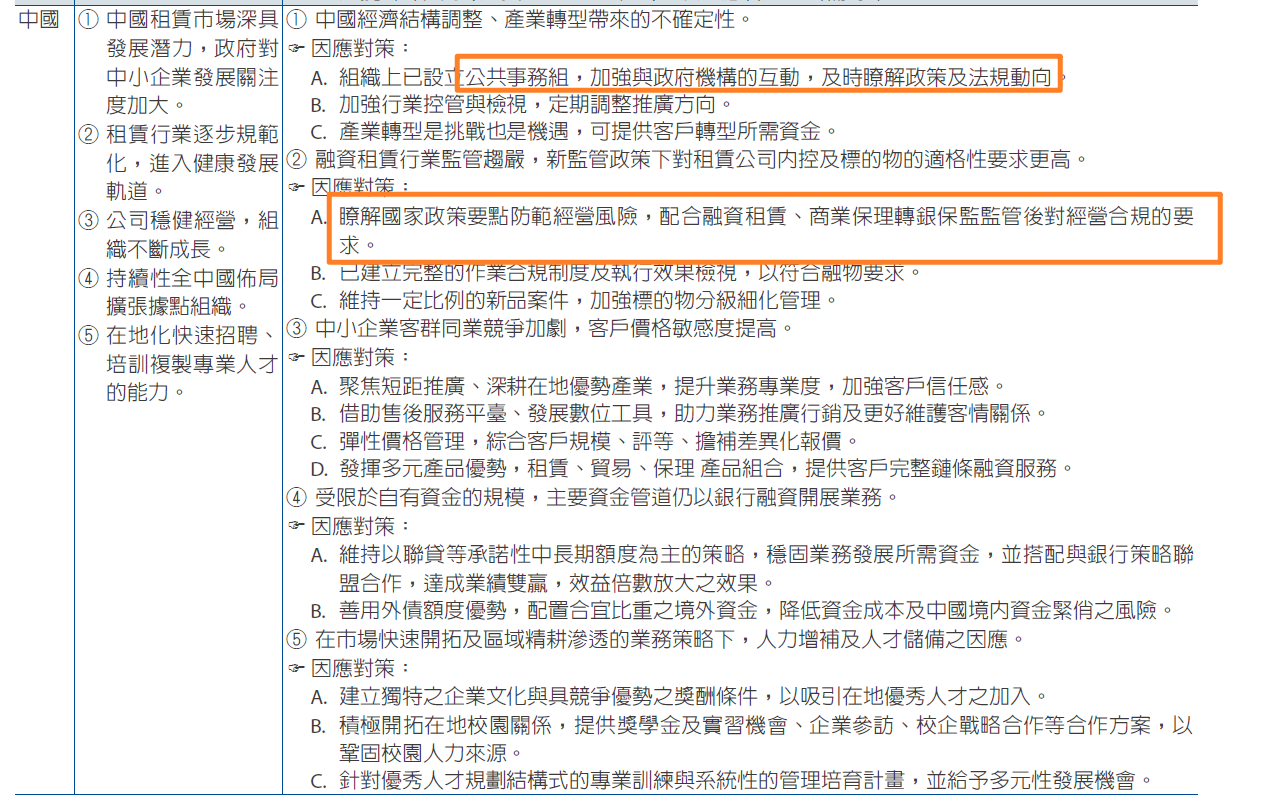 中國
① 中國租賃市場深具
發展潛力，政府對
中小企業發展關注
度加大。
② 租賃行業逐步規範
化，進入健康發展
軌道。
③ 公司穩健經營，組
織不斷成長。
④ 持續性全中國佈局
擴張據點組織。
⑤ 在地化快速招聘、
培訓複製專業人才
的能力。
① 中國經濟結構調整、產業轉型帶來的不確定性。
☞ 因應對策：
A. 組織上已設立公共事務組，加強與政府機構的互動，及時瞭解政策及法規動向。
B. 加強行業控管與檢視，定期調整推廣方向。
C. 產業轉型是挑戰也是機遇，可提供客戶轉型所需資金。
② 融資租賃行業監管趨嚴，新監管政策下對租賃公司內控及標的物的適格性要求更高。
☞ 因應對策：
A. 瞭解國家政策要點防範經營風險，配合融資租賃、商業保理轉銀保監監管後對經營合規的要
求。
B. 已建立完整的作業合規制度及執行效果檢視，以符合融物要求。
C. 維持一定比例的新品案件，加強標的物分級細化管理。
③ 中小企業客群同業競爭加劇，客戶價格敏感度提高。
☞ 因應對策：
A. 聚焦短距推廣、深耕在地優勢產業，提升業務專業度，加強客戶信任感。
B. 借助售後服務平臺、發展數位工具，助力業務推廣行銷及更好維護客情關係。
C. 彈性價格管理，綜合客戶規模、評等、擔補差異化報價。
D. 發揮多元產品優勢，租賃、貿易、保理 產品組合，提供客戶完整鏈條融資服務。
④ 受限於自有資金的規模，主要資金管道仍以銀行融資開展業務。
☞ 因應對策：
A. 維持以聯貸等承諾性中長期額度為主的策略，穩固業務發展所需資金，並搭配與銀行策略聯
盟合作，達成業績雙贏，效益倍數放大之效果。
B. 善用外債額度優勢，配置合宜比重之境外資金，降低資金成本及中國境內資金緊俏之風險。
⑤ 在市場快速開拓及區域精耕滲透的業務策略下，人力增補及人才儲備之因應。
☞ 因應對策：
A. 建立獨特之企業文化與具競爭優勢之獎酬條件，以吸引在地優秀人才之加入。
B. 積極開拓在地校園關係，提供獎學金及實習機會、企業參訪、校企戰略合作等合作方案，以
鞏固校園人力來源。
C. 針對優秀人才規劃結構式的專業訓練與系統性的管理培育計畫，並給予多元性發展機會。